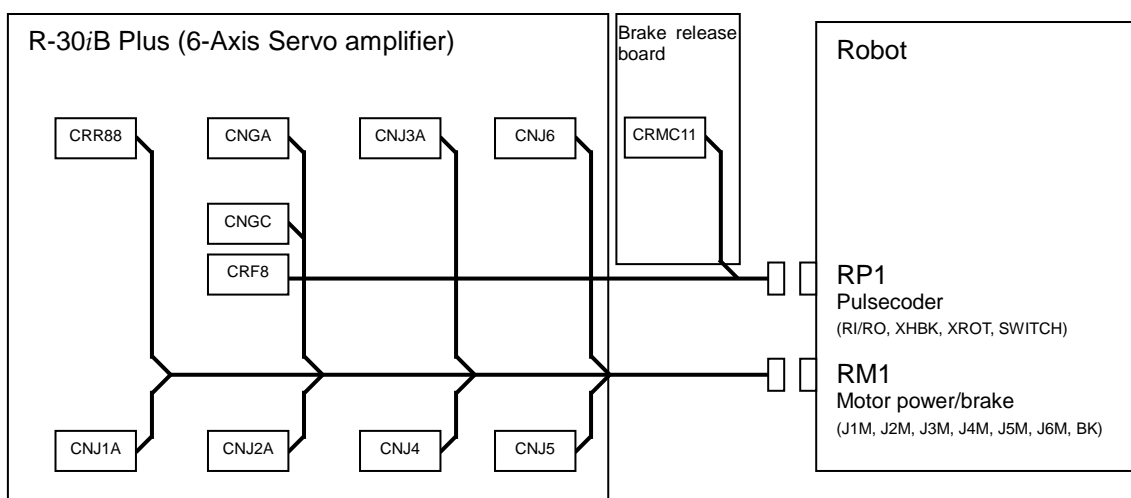 R-30iB Plus (6-Axis Servo amplifier)
Brake release
board
Robot
CRR88
CNGA
CNJ3A
CNJ6
CRMC11
CNGC
CRF8
RP1
Pulsecoder
(RI/RO, XHBK, XROT, SWITCH)
RM1
Motor power/brake
(J1M, J2M, J3M, J4M, J5M, J6M, BK)
CNJ1A
CNJ2A
CNJ4
CNJ5